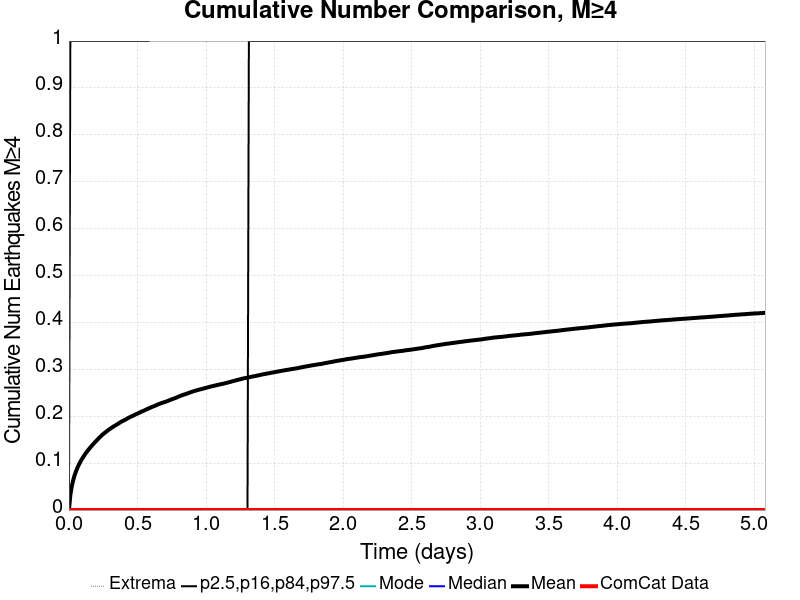 Cumulative Number Comparison, M≥4
Cumulative Num Earthquakes M≥4
1
0.9
0.8
0.7
0.6
0.5
0.4
0.3
0.2
0.1
0
0.0 0.5 1.0 1.5 2.0 2.5 3.0 3.5 4.0 4.5 5.0
Time (days)
Extrema p2.5,p16,p84,p97.5 Mode Median Mean ComCat Data